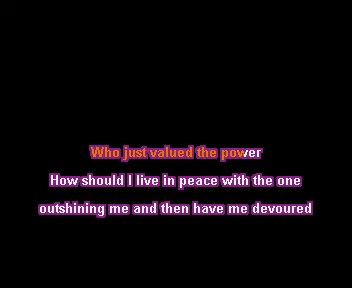 Who just valued the power
How should I live in peace with the one
outshining me and then have me devoured